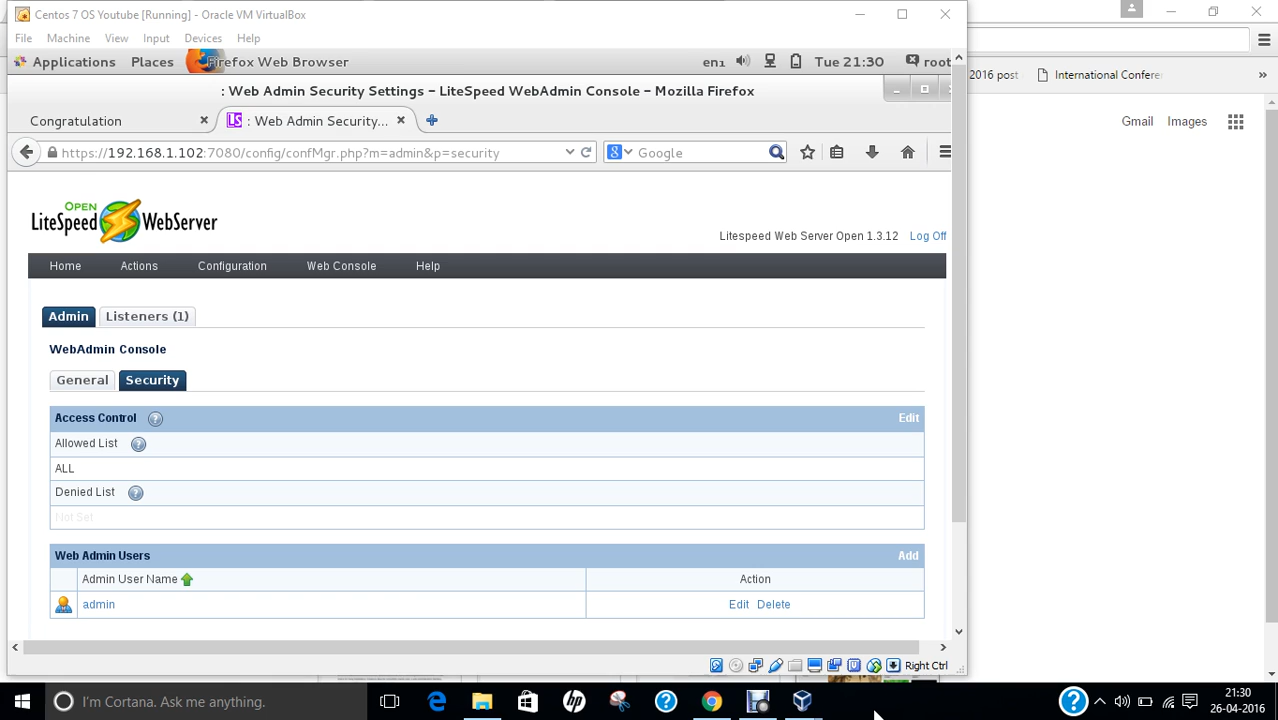 Centos 7 OS Youtube [Running] - Oracle VM VirtualBox
File Machine View Input Devices Help
Applications Places Firefox Web Browser en1 Tue 21:30 root
: Web Admin Security Settings – LiteSpeed WebAdmin Console – Mozilla Firefox
Congratulation : Web Admin Security...
https://192.168.1.102:7080/config/confMgr.php?m=admin&p=security Google
2016 post International Confere
Gmail Images
OPEN
LiteSpeed WebServer
Litespeed Web Server Open 1.3.12 Log Off
Home Actions Configuration Web Console Help
Admin Listeners (1)
WebAdmin Console
General Security
Access Control Edit
Allowed List
ALL
Denied List
Not Set
Web Admin Users Add
Admin User Name Action
admin Edit Delete
Right Ctrl
I'm Cortana. Ask me anything.
21:30
26-04-2016